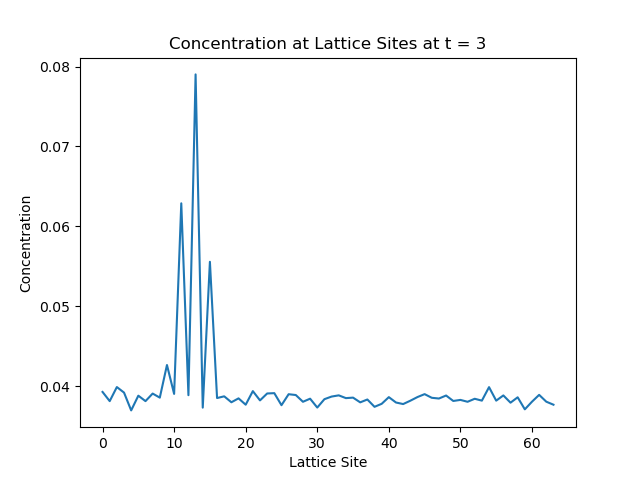 Concentration at Lattice Sites at t = 3
0.08
0.07
0.06
0.05
0.04
Concentration
0 10 20 30 40 50 60
Lattice Site